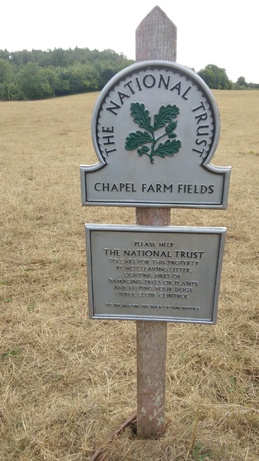 THE NATIONAL TRUST
CHAPEL FARM FIELDS
PLEASE HELP
THE NATIONAL TRUST
TO CARE FOR THIS PROPERTY
BY NOT LEAVING LITTER,
LIGHTING FIRES OR
DAMAGING TREES OR PLANTS
AND KEEPING YOUR DOGS
UNDER CLOSE CONTROL